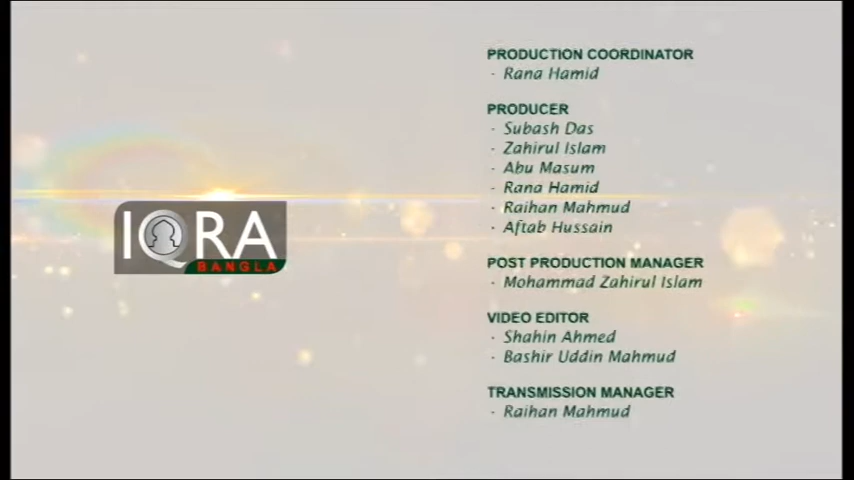 IQRA
BANGLA
PRODUCTION COORDINATOR
- Rana Hamid
PRODUCER
- Subash Das
- Zahirul Islam
- Abu Masum
- Rana Hamid
- Raihan Mahmud
- Aftab Hussain
POST PRODUCTION MANAGER
- Mohammad Zahirul Islam
VIDEO EDITOR
- Shahin Ahmed
- Bashir Uddin Mahmud
TRANSMISSION MANAGER
- Raihan Mahmud